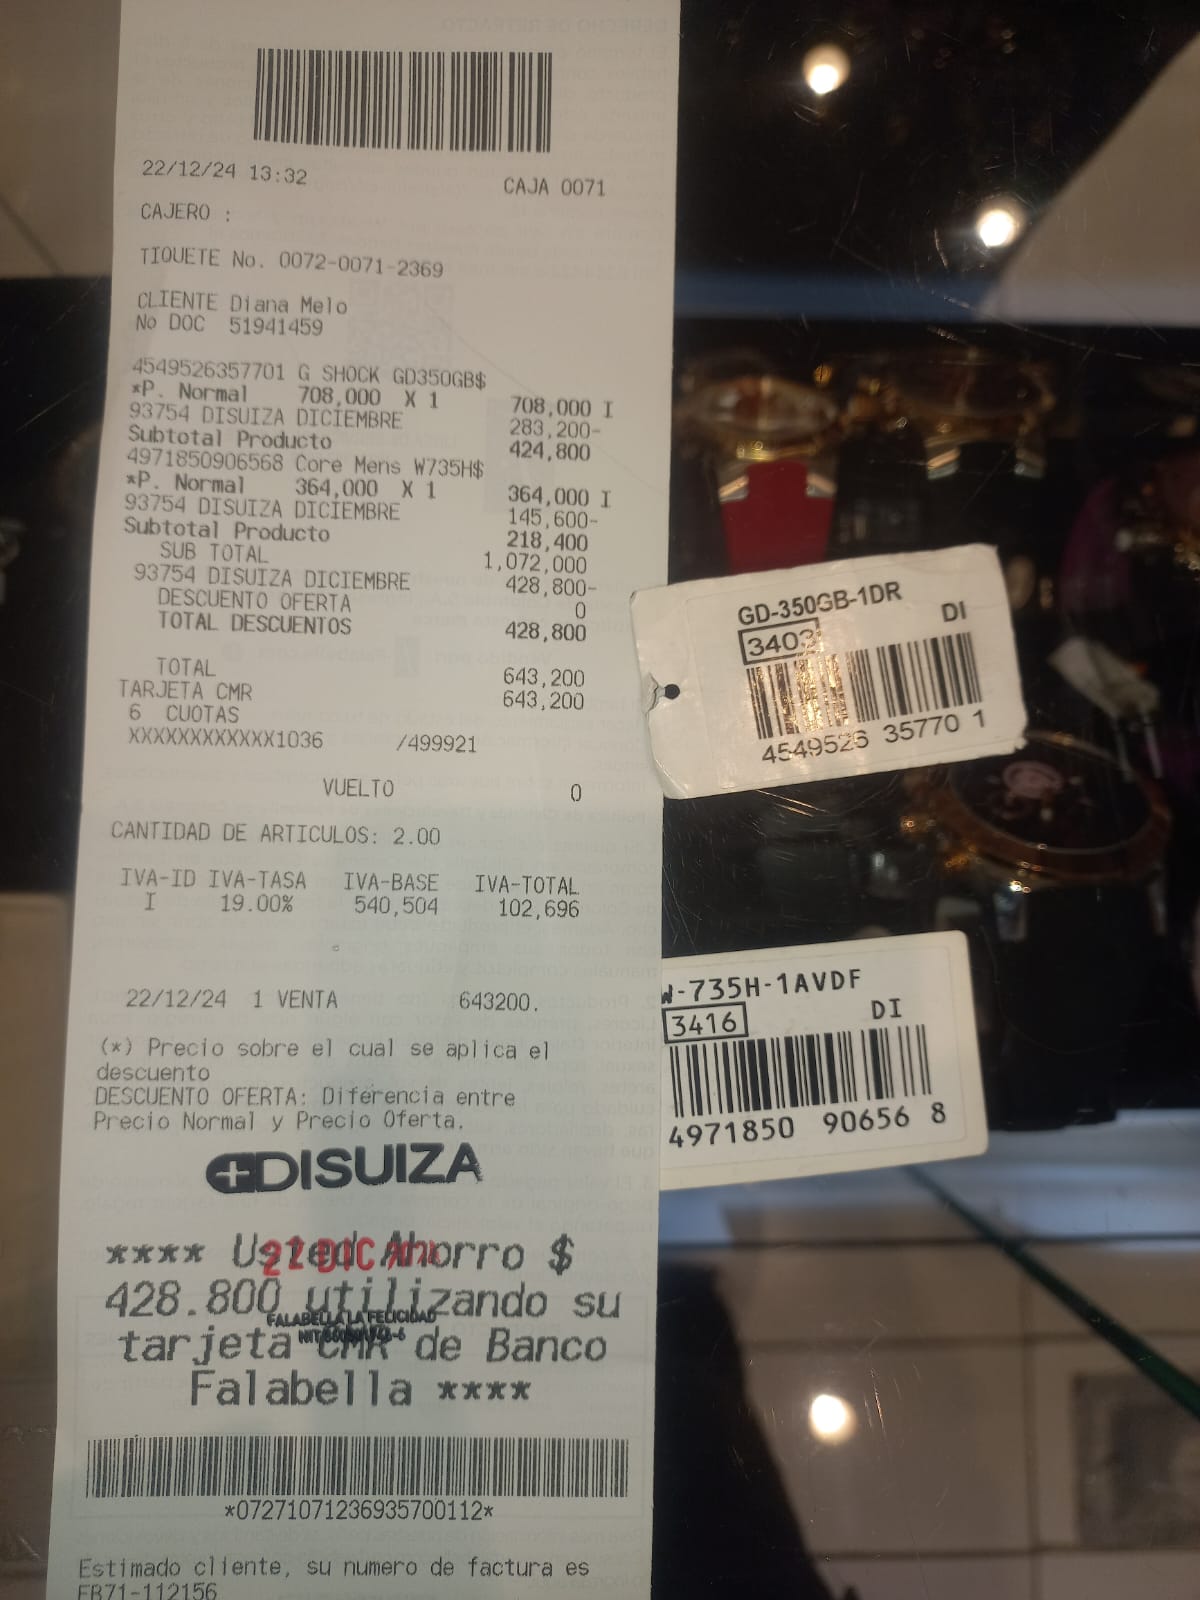 22/12/24 13:32 CAJA 0071
CAJERO :
TIQUETE No. 0072-0071-2369
CLIENTE Diana Melo
No DOC 51941459
4549526357701 G SHOCK GD350GB$
*P. Normal 708,000 X 1 708,000 I
93754 DISUIZA DICIEMBRE 283,200-
Subtotal Producto 424,800
4971850906568 Core Mens W735H$
*P. Normal 364,000 X 1 364,000 I
93754 DISUIZA DICIEMBRE 145,600-
Subtotal Producto 218,400
SUB TOTAL 1,072,000
93754 DISUIZA DICIEMBRE 428,800-
DESCUENTO OFERTA 0
TOTAL DESCUENTOS 428,800
TOTAL 643,200
TARJETA CMR 643,200
6 CUOTAS
XXXXXXXXXXXX1036 /499921
VUELTO 0
CANTIDAD DE ARTICULOS: 2.00
IVA-ID IVA-TASA IVA-BASE IVA-TOTAL
I 19.00% 540,504 102,696
22/12/24 1 VENTA 643200.
(*) Precio sobre el cual se aplica el
descuento
DESCUENTO OFERTA: Diferencia entre
Precio Normal y Precio Oferta.
DISUIZA
**** Usted Ahorro $
22 DIC
428.800 utilizando su
FALABELLA LA FELICIDAD
tarjeta CMR de Banco
Falabella ****
*07271071236935700112*
Estimado cliente, su numero de factura es
FB71-112156
GD-350GB-1DR
DI
3403
4549526 35770 1
W-735H-1AVDF
DI
3416
4971850 90656 8